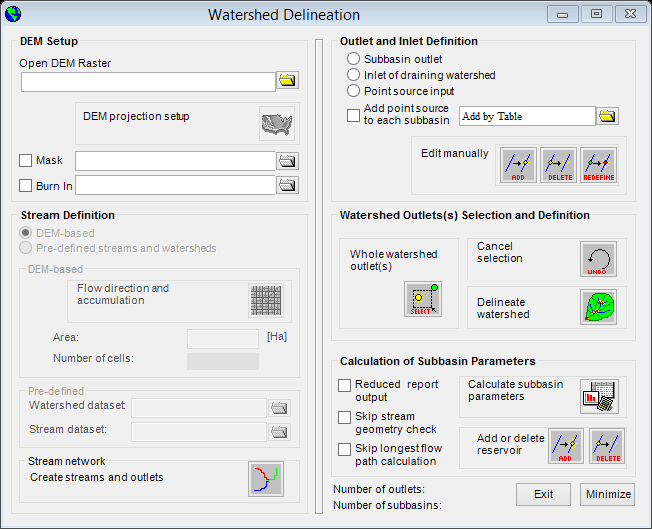 Watershed Delineation
DEM Setup
Open DEM Raster
DEM projection setup
Mask
Burn In
Stream Definition
DEM-based
Pre-defined streams and watersheds
DEM-based
Flow direction and
accumulation
Area:
[Ha]
Number of cells:
Pre-defined
Watershed dataset
Stream dataset:
Stream network
Create streams and outlets
Outlet and Inlet Definition
Subbasin outlet
Inlet of draining watershed
Point source input
Add point source
to each subbasin
Add by Table
Edit manually
ADD
DELETE
REDEFINE
Watershed Outlets(s) Selection and Definition
Whole watershed
outlet(s)
SELECT
Cancel
selection
UNDO
Delineate
watershed
Calculation of Subbasin Parameters
Reduced report
output
Skip stream
geometry check
Skip longest flow
path calculation
Calculate subbasin
parameters
Add or delete
reservoir
ADD
DELETE
Number of outlets:
Number of subbasins:
Exit
Minimize